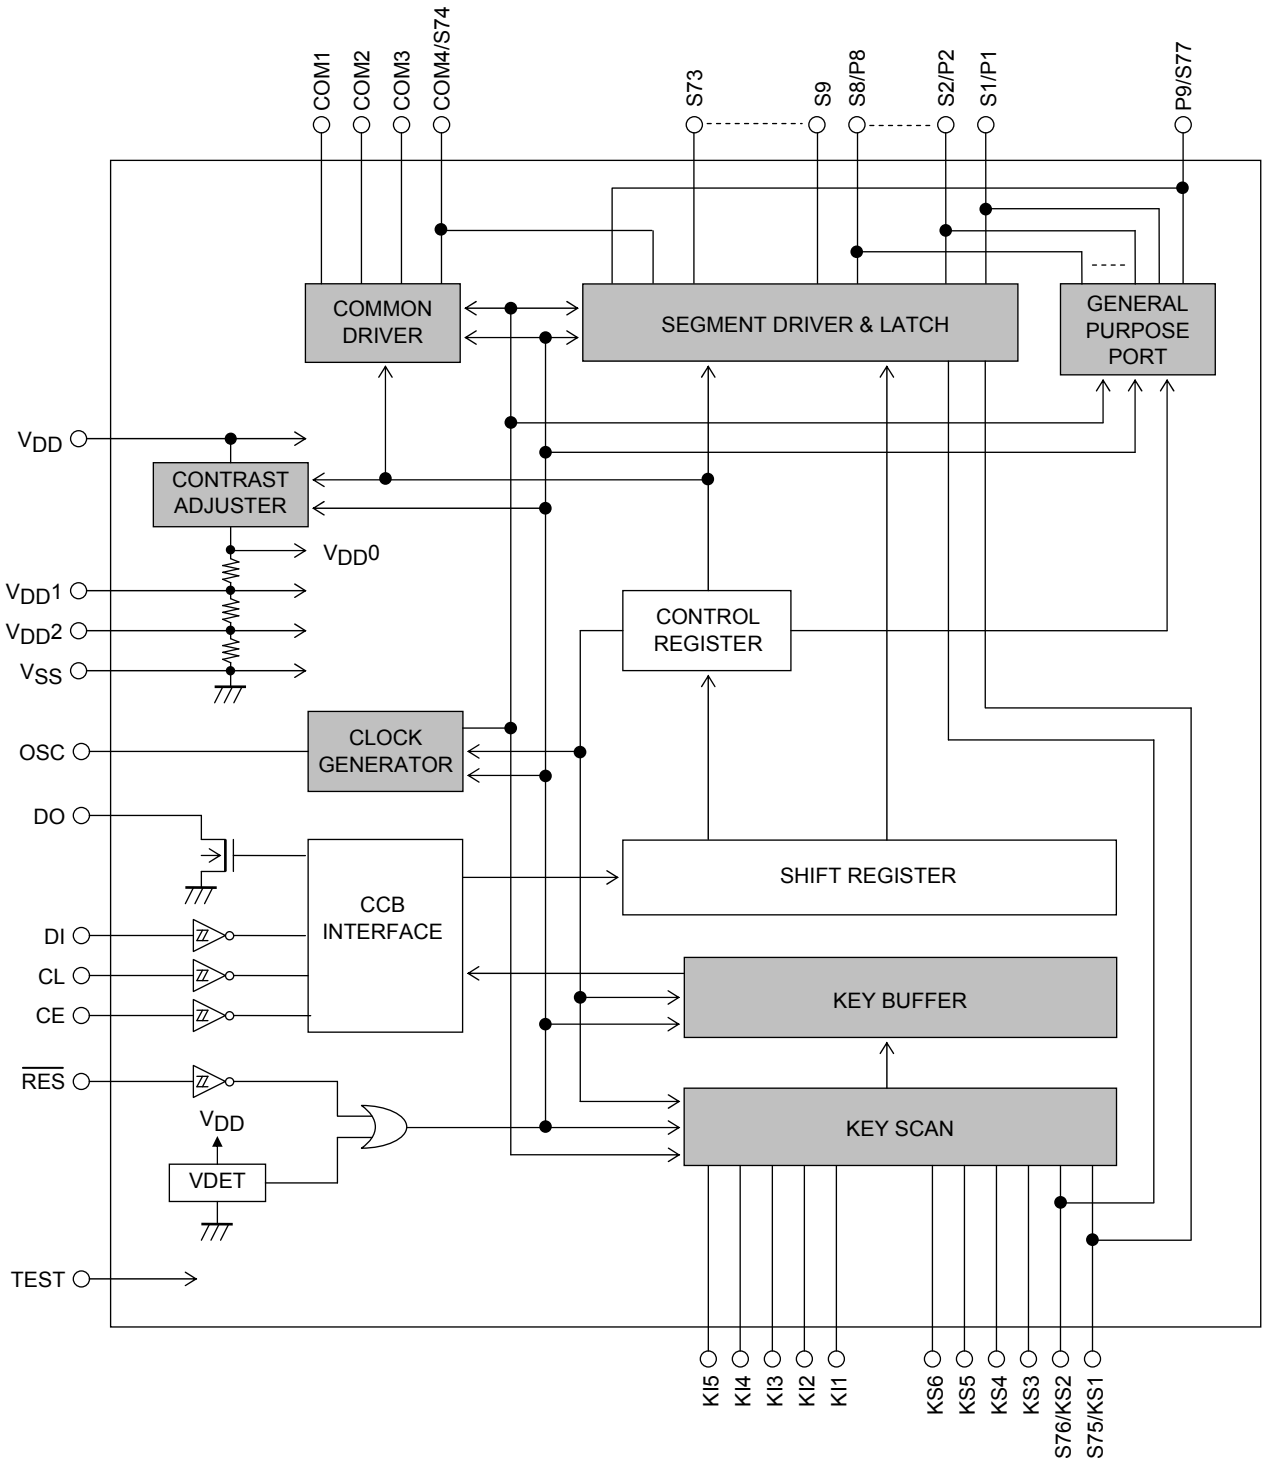 COM1
COM2
COM3
COM4/S74
S73
S9
S8/P8
S2/P2
S1/P1
P9/S77
COMMON
DRIVER
SEGMENT DRIVER & LATCH
GENERAL
PURPOSE
PORT
VDD
CONTRAST
ADJUSTER
VDD0
VDD1
VDD2
VSS
CONTROL
REGISTER
OSC
CLOCK
GENERATOR
DO
CCB
INTERFACE
SHIFT REGISTER
DI
CL
CE
KEY BUFFER
RES
VDD
VDET
KEY SCAN
TEST
KI5
KI4
KI3
KI2
KI1
KS6
KS5
KS4
KS3
S76/KS2
S75/KS1